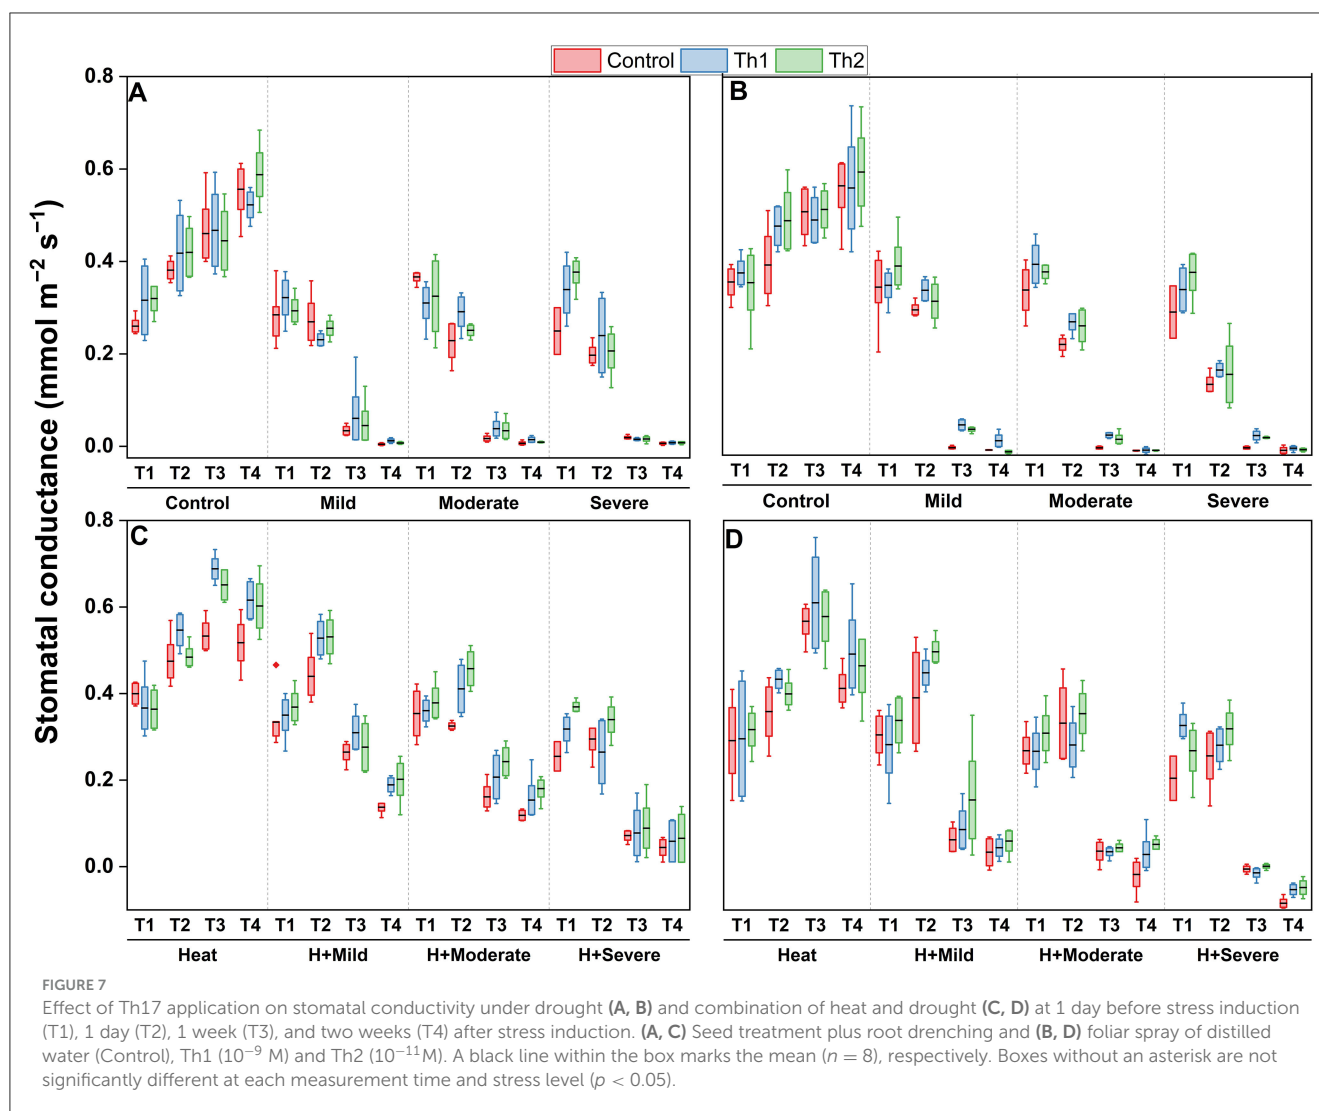 Control Th1 Th2
Stomatal conductance (mmol m⁻² s⁻¹)
A B
0.8
0.6
0.4
0.2
0.0
T1 T2 T3 T4 T1 T2 T3 T4 T1 T2 T3 T4 T1 T2 T3 T4 T1 T2 T3 T4 T1 T2 T3 T4 T1 T2 T3 T4 T1 T2 T3 T4
Control Mild Moderate Severe Control Mild Moderate Severe
C D
0.8
0.6
0.4
0.2
0.0
T1 T2 T3 T4 T1 T2 T3 T4 T1 T2 T3 T4 T1 T2 T3 T4 T1 T2 T3 T4 T1 T2 T3 T4 T1 T2 T3 T4 T1 T2 T3 T4
Heat H+Mild H+Moderate H+Severe Heat H+Mild H+Moderate H+Severe
FIGURE 7
Effect of Th17 application on stomatal conductivity under drought (A, B) and combination of heat and drought (C, D) at 1 day before stress induction
(T1), 1 day (T2), 1 week (T3), and two weeks (T4) after stress induction. (A, C) Seed treatment plus root drenching and (B, D) foliar spray of distilled
water (Control), Th1 (10⁻⁹ M) and Th2 (10⁻¹¹M). A black line within the box marks the mean (n = 8), respectively. Boxes without an asterisk are not
significantly different at each measurement time and stress level (p < 0.05).